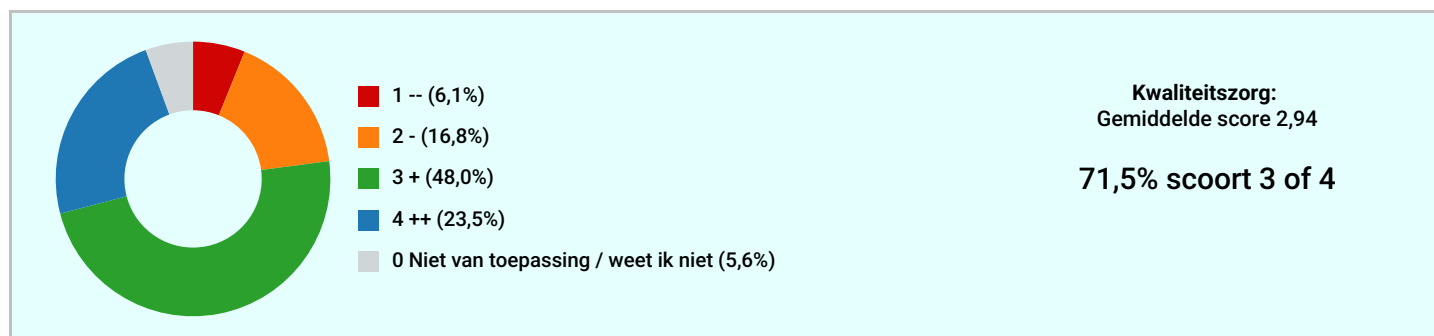 1 -- (6,1%)
2 - (16,8%)
3 + (48,0%)
4 ++ (23,5%)
0 Niet van toepassing / weet ik niet (5,6%)
Kwaliteitszorg:
Gemiddelde score 2,94
71,5% scoort 3 of 4